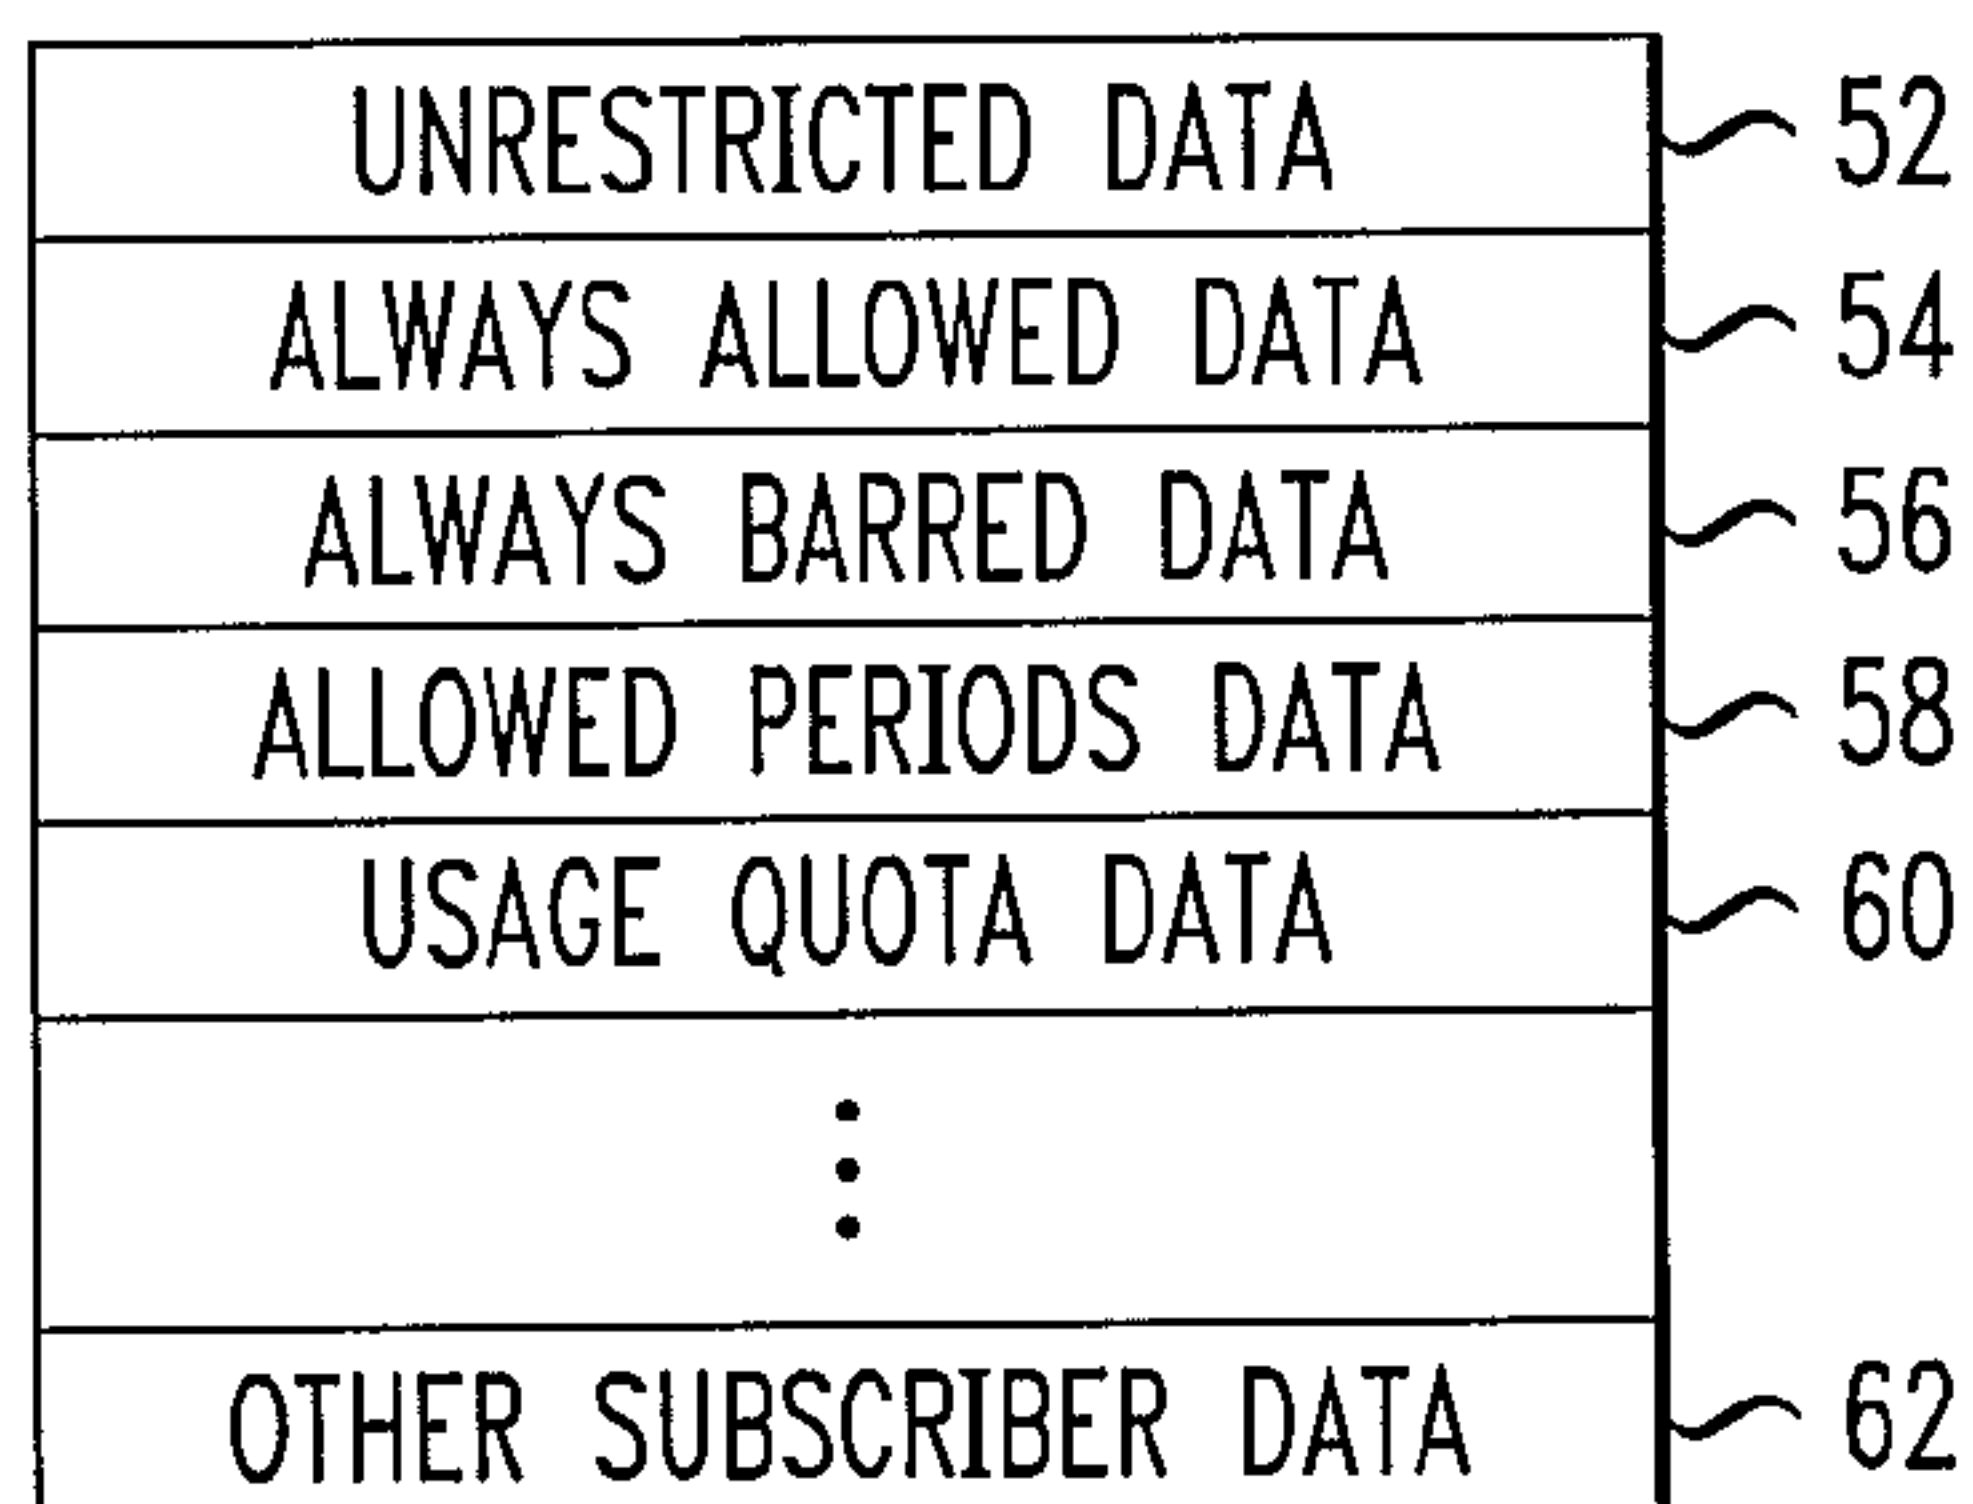 UNRESTRICTED DATA 52
ALWAYS ALLOWED DATA 54
ALWAYS BARRED DATA 56
ALLOWED PERIODS DATA 58
USAGE QUOTA DATA 60
OTHER SUBSCRIBER DATA 62